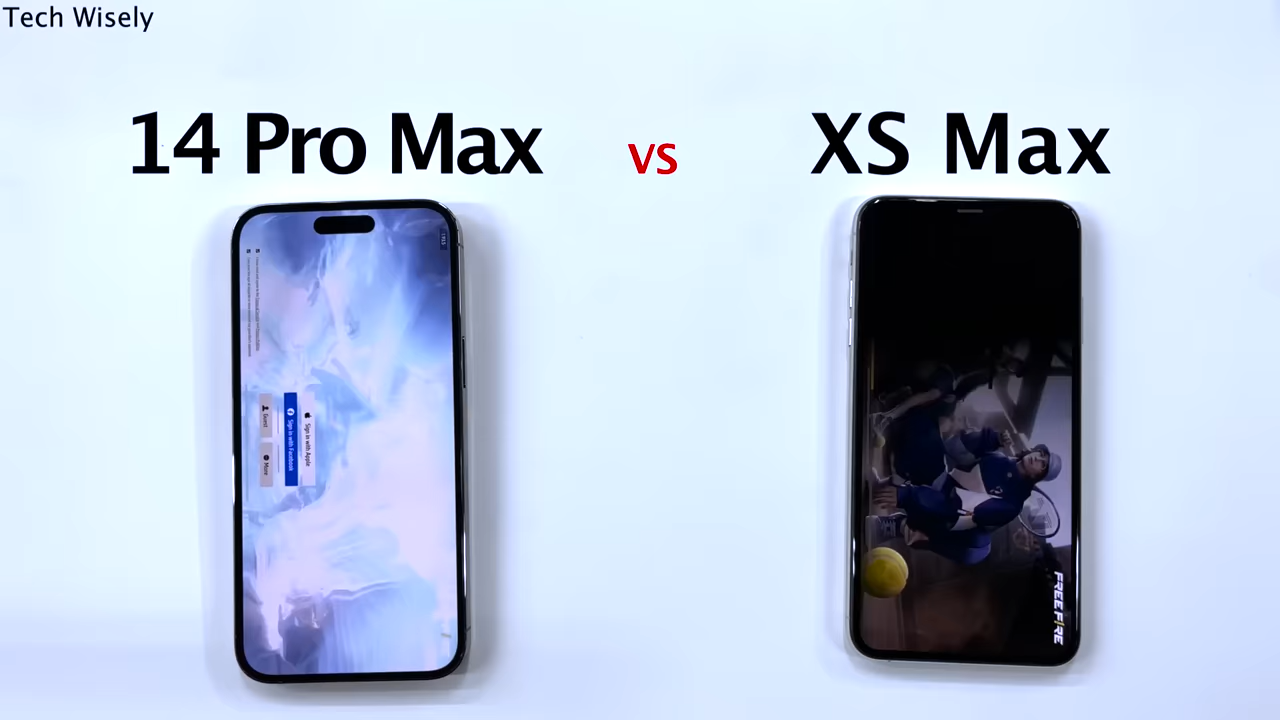 Tech Wisely
14 Pro Max
vs
XS Max
Sign in with Apple
Sign in with Facebook
Guest
More
FREE FIRE